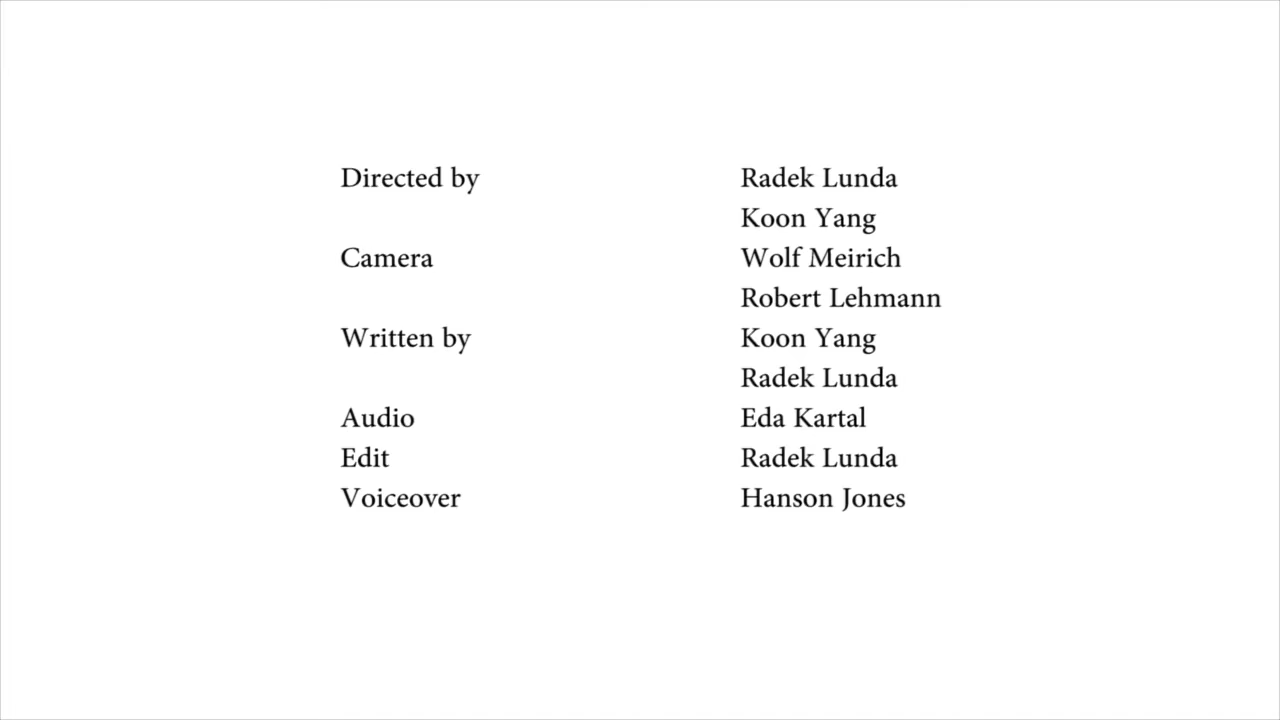 Directed by Radek Lunda
Koon Yang
Camera Wolf Meirich
Robert Lehmann
Written by Koon Yang
Radek Lunda
Audio Eda Kartal
Edit Radek Lunda
Voiceover Hanson Jones